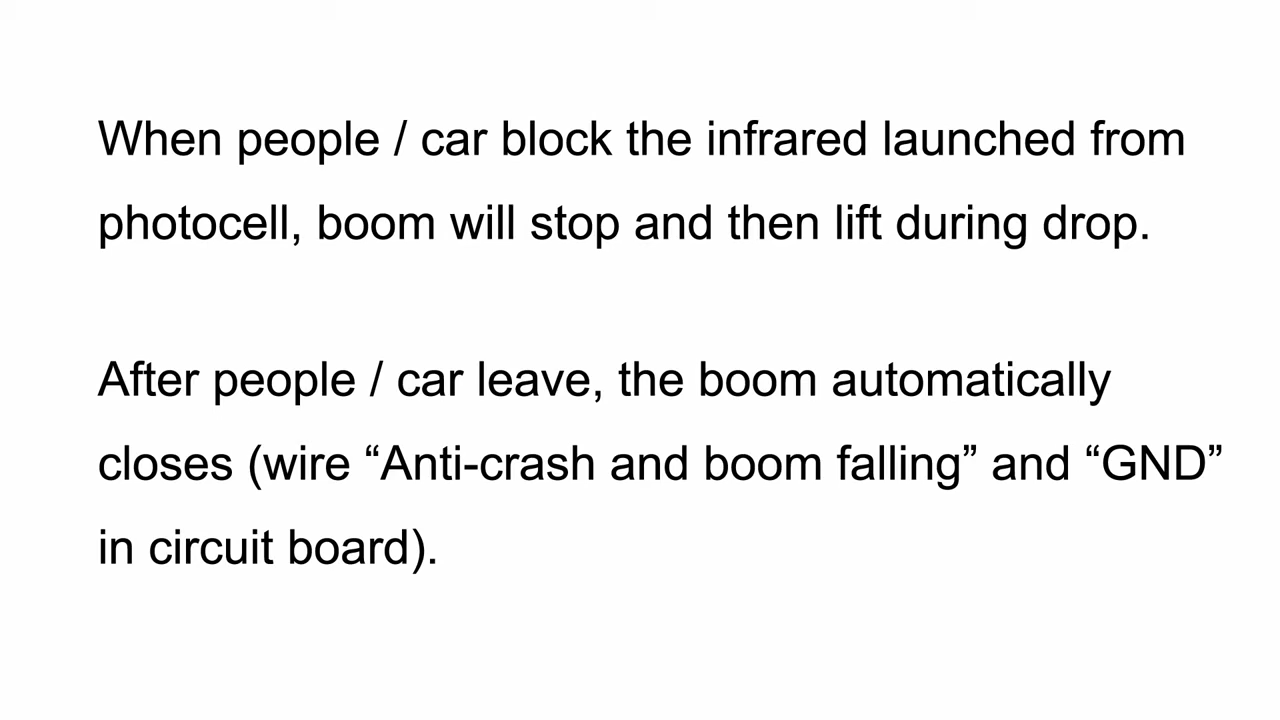 When people / car block the infrared launched from
photocell, boom will stop and then lift during drop.
After people / car leave, the boom automatically
closes (wire “Anti-crash and boom falling” and “GND”
in circuit board).